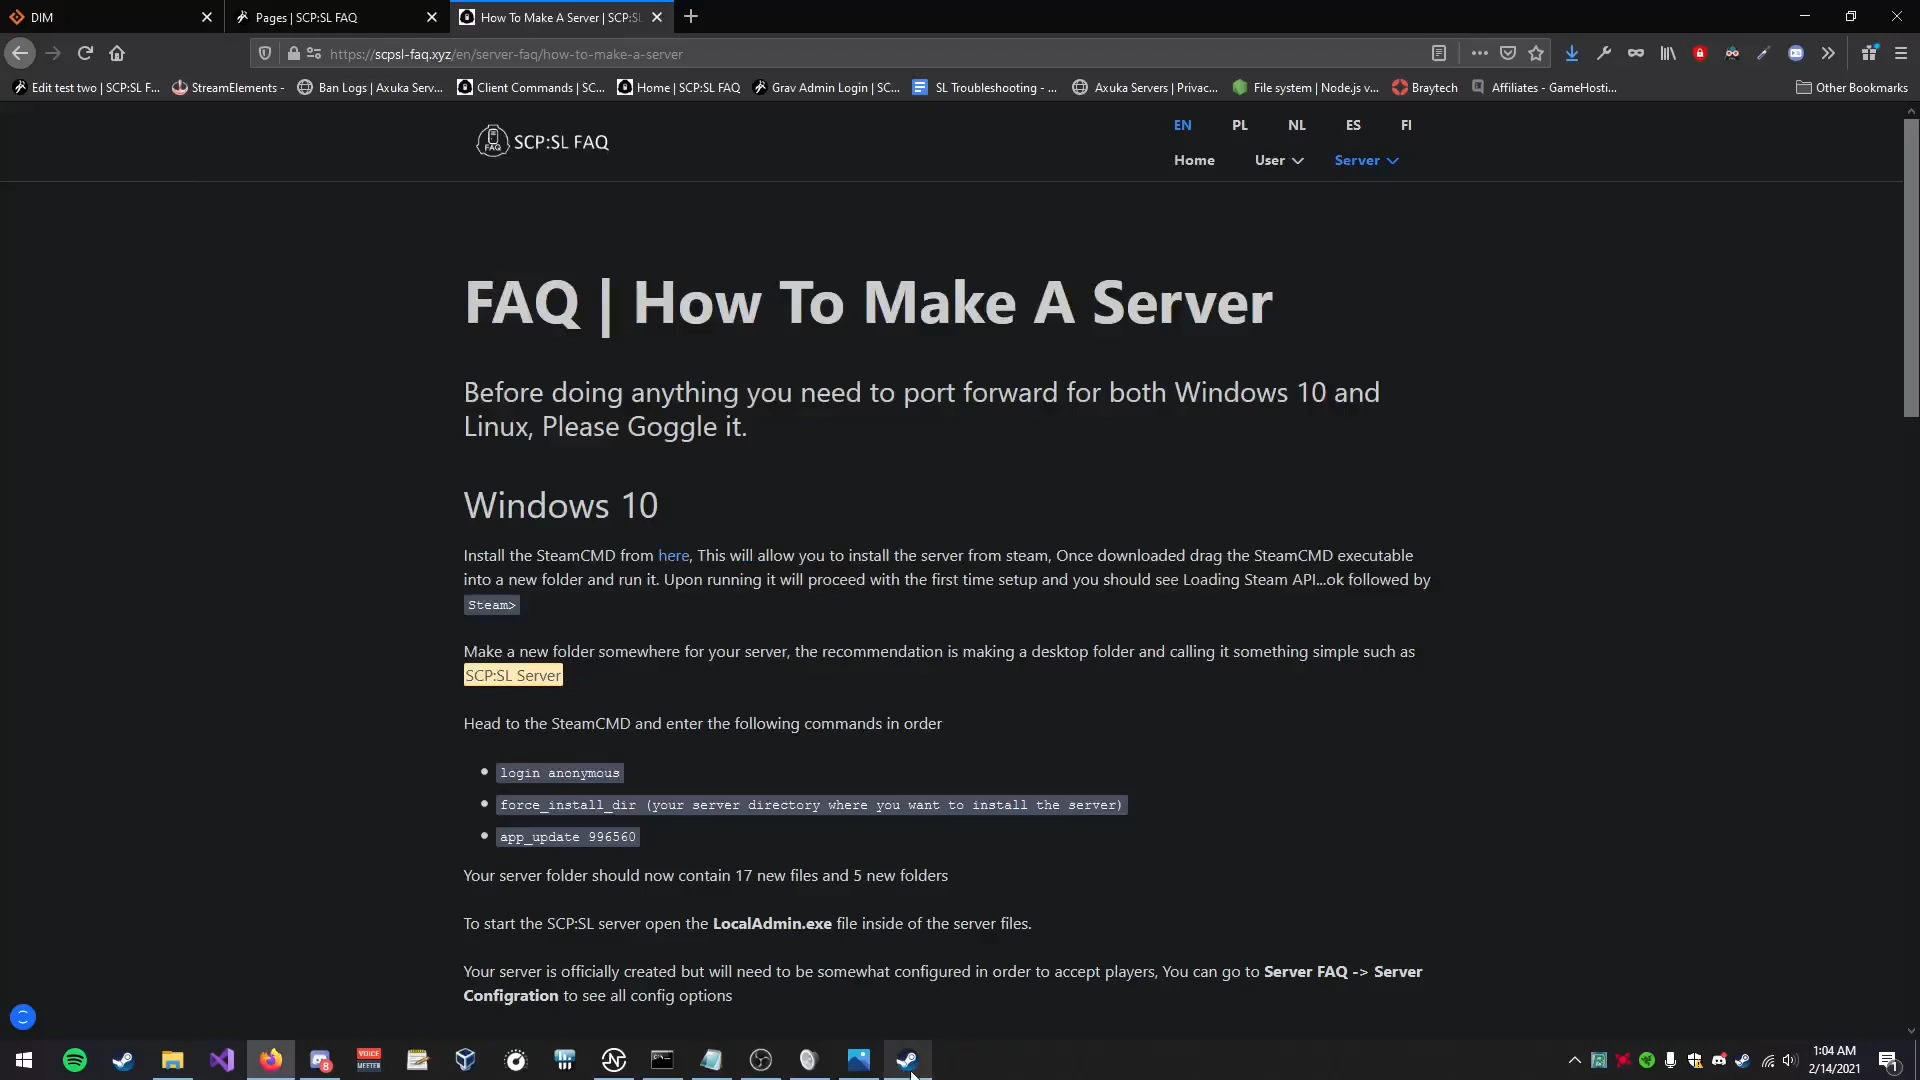 DIM
Pages | SCP:SL FAQ
How To Make A Server | SCP:SL
https://scpsl-faq.xyz/en/server-faq/how-to-make-a-server
Edit test two | SCP:SL F...
StreamElements -
Ban Logs | Axuka Serv...
Client Commands | SC...
Home | SCP:SL FAQ
Grav Admin Login | SC...
SL Troubleshooting - ...
Axuka Servers | Privac...
File system | Node.js v...
Braytech
Affiliates - GameHosti...
Other Bookmarks
FAQ
SCP:SL FAQ
EN PL NL ES FI
Home User Server
FAQ | How To Make A Server
Before doing anything you need to port forward for both Windows 10 and
Linux, Please Goggle it.
Windows 10
Install the SteamCMD from here, This will allow you to install the server from steam, Once downloaded drag the SteamCMD executable
into a new folder and run it. Upon running it will proceed with the first time setup and you should see Loading Steam API...ok followed by
Steam>
Make a new folder somewhere for your server, the recommendation is making a desktop folder and calling it something simple such as
SCP:SL Server
Head to the SteamCMD and enter the following commands in order
login anonymous
force_install_dir (your server directory where you want to install the server)
app_update 996560
Your server folder should now contain 17 new files and 5 new folders
To start the SCP:SL server open the LocalAdmin.exe file inside of the server files.
Your server is officially created but will need to be somewhat configured in order to accept players, You can go to Server FAQ -> Server
Configration to see all config options
VOICE
MEETER
8
1:04 AM
2/14/2021
1